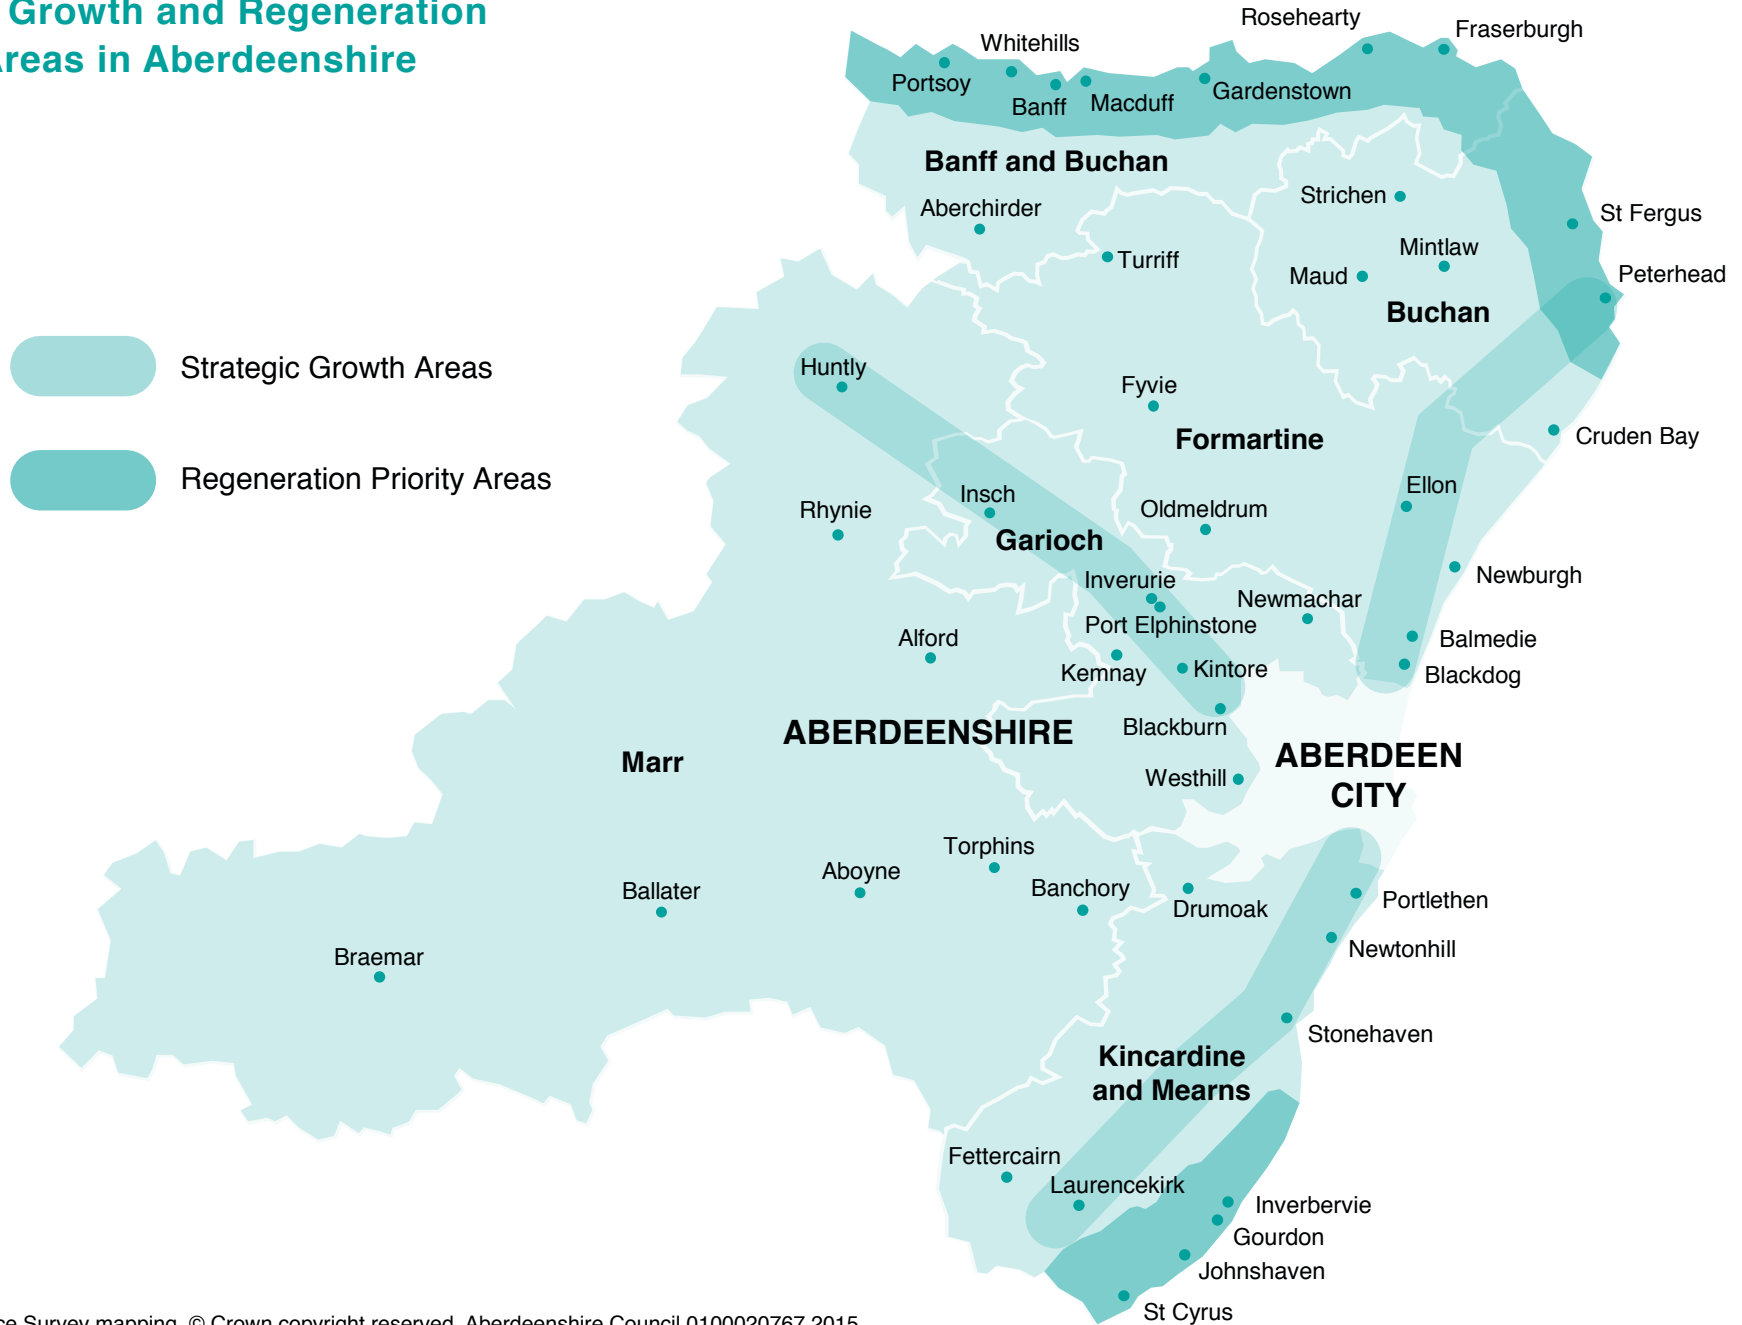 Growth and Regeneration
Areas in Aberdeenshire
Rosehearty
Fraserburgh
Whitehills
Portsoy
Banff
Macduff
Gardenstown
Banff and Buchan
Strichen
Aberchirder
St Fergus
Mintlaw
Turriff
Maud
Peterhead
Buchan
Strategic Growth Areas
Huntly
Fyvie
Formartine
Cruden Bay
Regeneration Priority Areas
Insch
Ellon
Rhynie
Oldmeldrum
Garioch
Inverurie
Newburgh
Newmachar
Port Elphinstone
Alford
Balmedie
Kemnay
Kintore
Blackdog
Blackburn
ABERDEENSHIRE
Marr
ABERDEEN
CITY
Westhill
Torphins
Aboyne
Ballater
Banchory
Drumoak
Portlethen
Braemar
Newtonhill
Stonehaven
Kincardine
and Mearns
Fettercairn
Laurencekirk
Inverbervie
Gourdon
Johnshaven
St Cyrus
Survey mapping. © Crown copyright reserved. Aberdeenshire Council 0100020767 2015